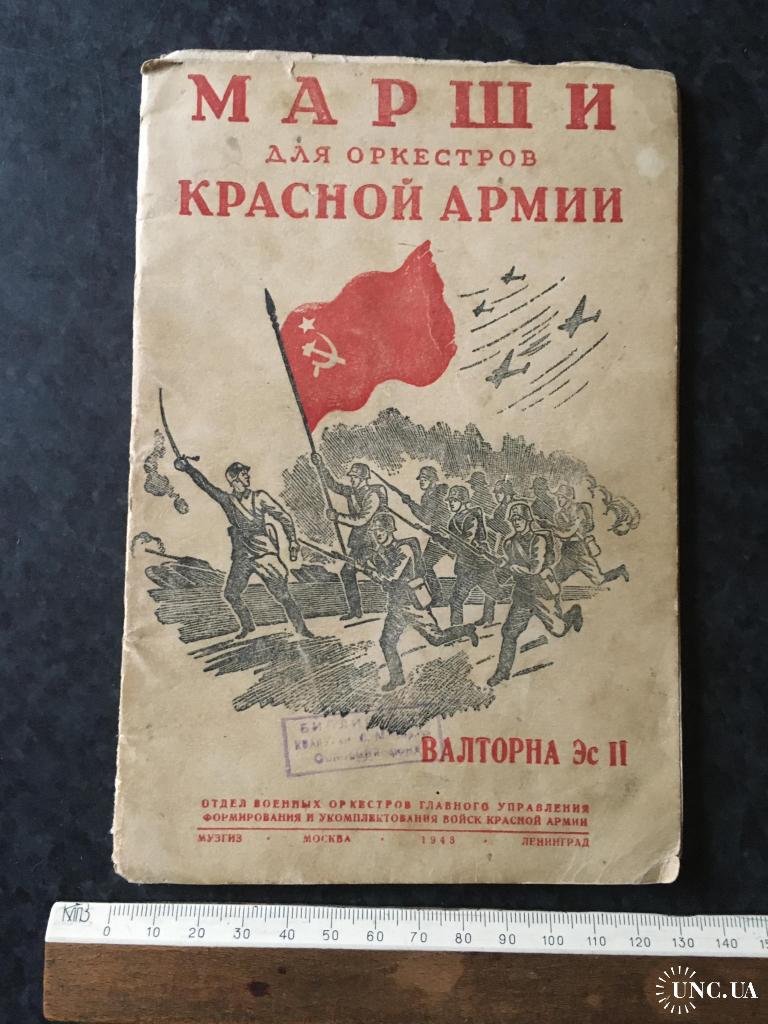 МАРШИ
ДЛЯ ОРКЕСТРОВ
КРАСНОЙ АРМИИ
ВАЛТОРНА Эс II
ОТДЕЛ ВОЕННЫХ ОРКЕСТРОВ ГЛАВНОГО УПРАВЛЕНИЯ
ФОРМИРОВАНИЯ И УКОМПЛЕКТОВАНИЯ ВОЙСК КРАСНОЙ АРМИИ
МУЗГИЗ · МОСКВА · 1943 · ЛЕНИНГРАД
0 10 20 30 40 50 60 70 80 90 100 110 120 130 140
UNC.UA